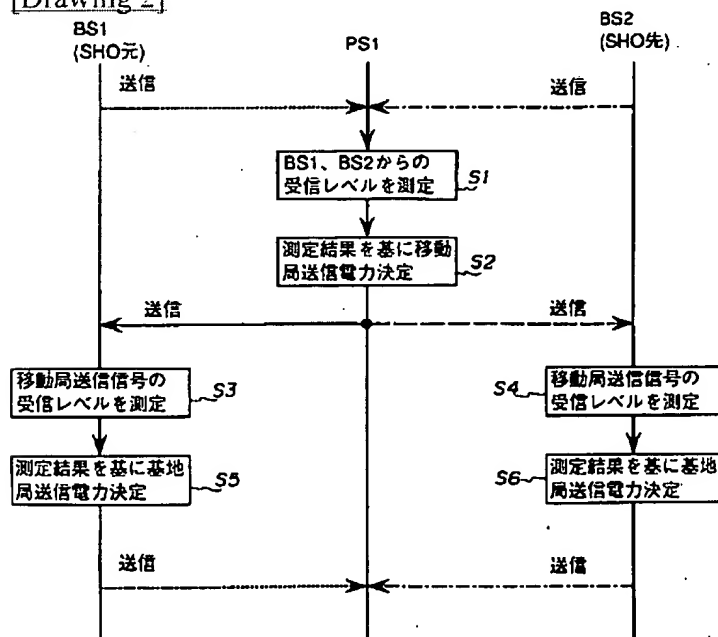 [Drawing 2]
BS1
(SHO元)
PS1
BS2
(SHO先)
送信
送信
BS1、BS2からの
受信レベルを測定
S1
測定結果を基に移動
局送信電力決定
S2
送信
送信
移動局送信信号の
受信レベルを測定
S3
S4
移動局送信信号の
受信レベルを測定
測定結果を基に基地
局送信電力決定
S5
S6
測定結果を基に基地
局送信電力決定
送信
送信